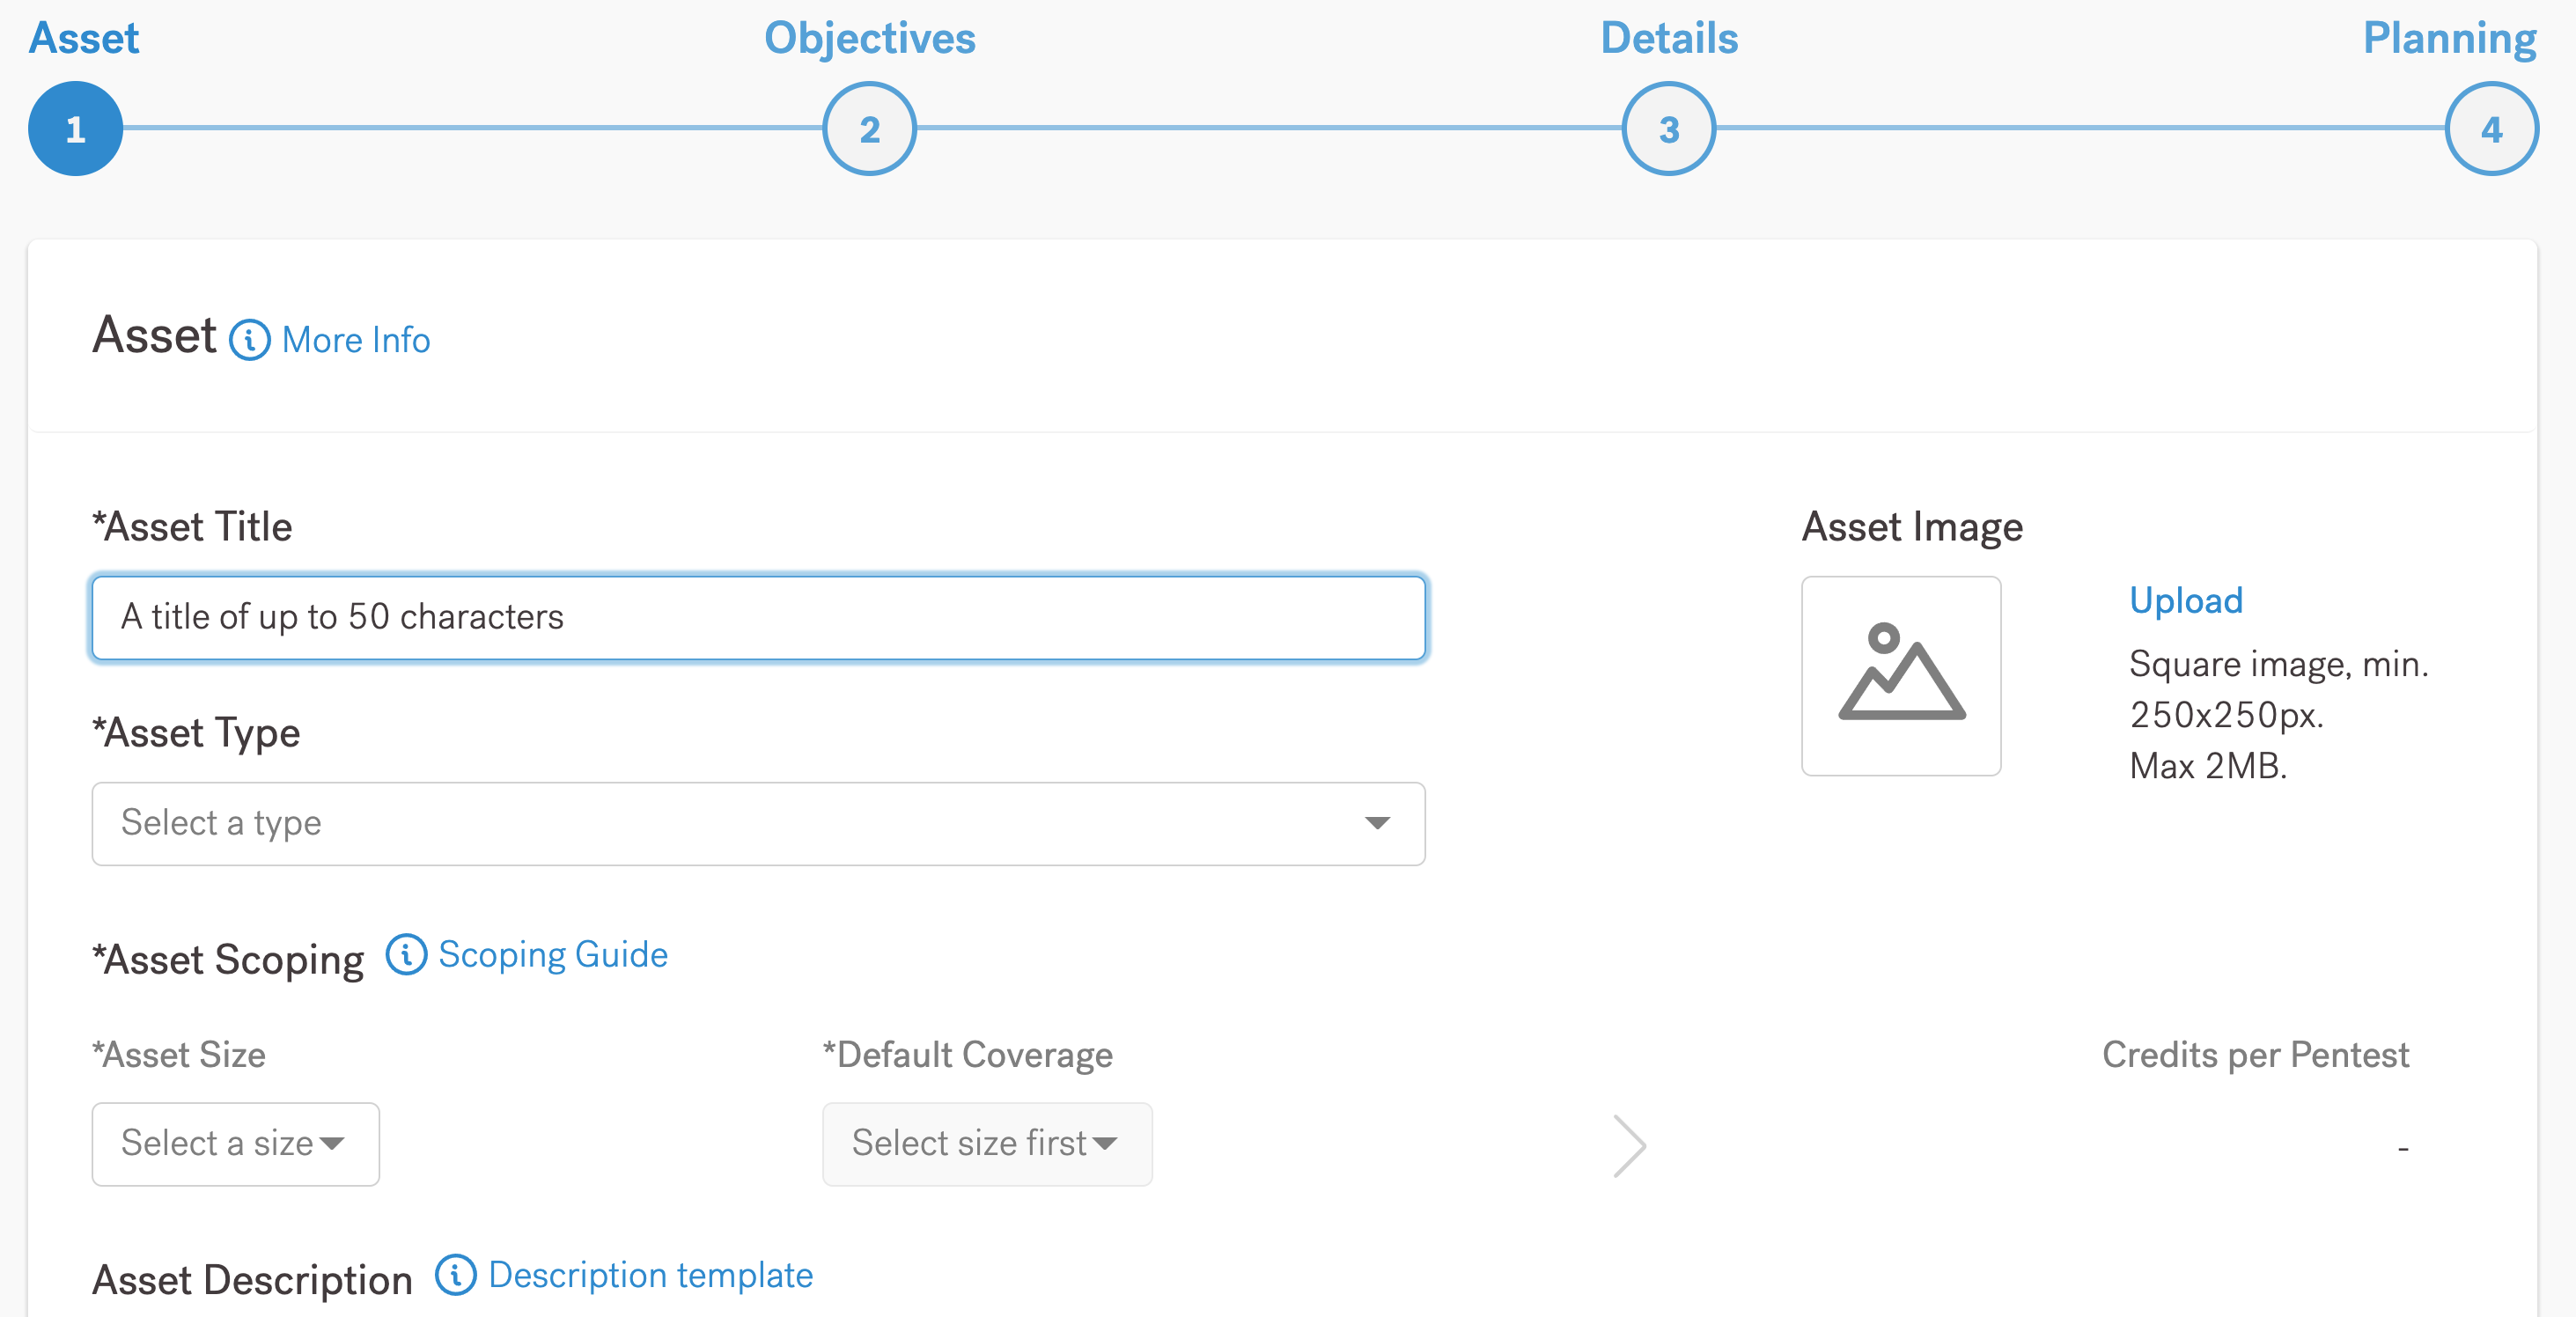 Asset
Objectives
Details
Planning
1
2
3
4
Asset More Info
*Asset Title
A title of up to 50 characters
Asset Image
Upload
Square image, min.
250x250px.
Max 2MB.
*Asset Type
Select a type
*Asset Scoping Scoping Guide
*Asset Size
*Default Coverage
Credits per Pentest
Select a size
Select size first
-
Asset Description Description template